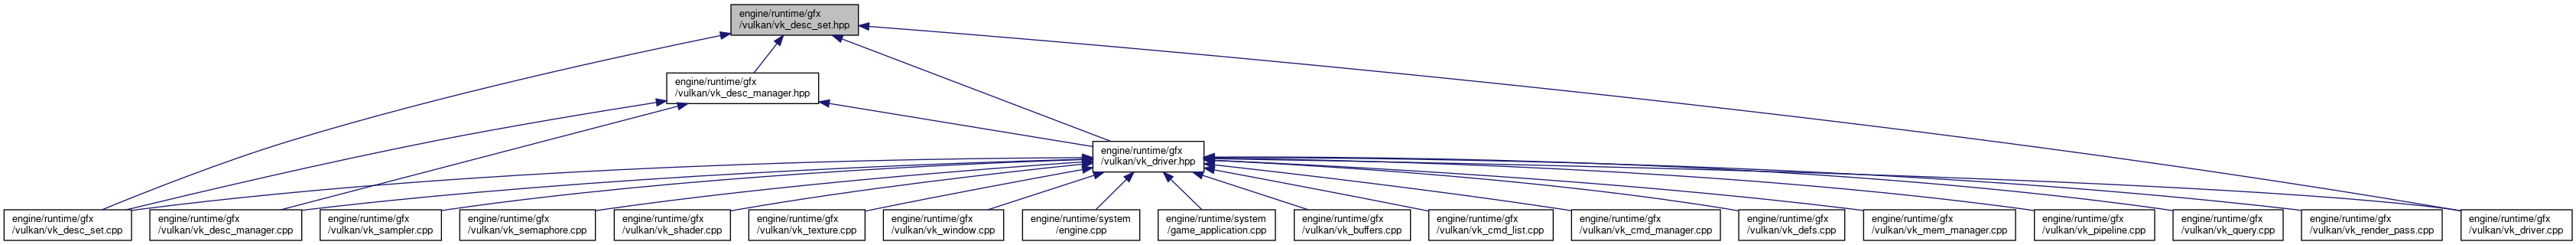 engine/runtime/gfx
/vulkan/vk_desc_set.hpp
engine/runtime/gfx
/vulkan/vk_desc_manager.hpp
engine/runtime/gfx
/vulkan/vk_driver.hpp
engine/runtime/gfx
/vulkan/vk_desc_set.cpp
engine/runtime/gfx
/vulkan/vk_desc_manager.cpp
engine/runtime/gfx
/vulkan/vk_sampler.cpp
engine/runtime/gfx
/vulkan/vk_semaphore.cpp
engine/runtime/gfx
/vulkan/vk_shader.cpp
engine/runtime/gfx
/vulkan/vk_texture.cpp
engine/runtime/gfx
/vulkan/vk_window.cpp
engine/runtime/system
/engine.cpp
engine/runtime/system
/game_application.cpp
engine/runtime/gfx
/vulkan/vk_buffers.cpp
engine/runtime/gfx
/vulkan/vk_cmd_list.cpp
engine/runtime/gfx
/vulkan/vk_cmd_manager.cpp
engine/runtime/gfx
/vulkan/vk_defs.cpp
engine/runtime/gfx
/vulkan/vk_mem_manager.cpp
engine/runtime/gfx
/vulkan/vk_pipeline.cpp
engine/runtime/gfx
/vulkan/vk_query.cpp
engine/runtime/gfx
/vulkan/vk_render_pass.cpp
engine/runtime/gfx
/vulkan/vk_driver.cpp